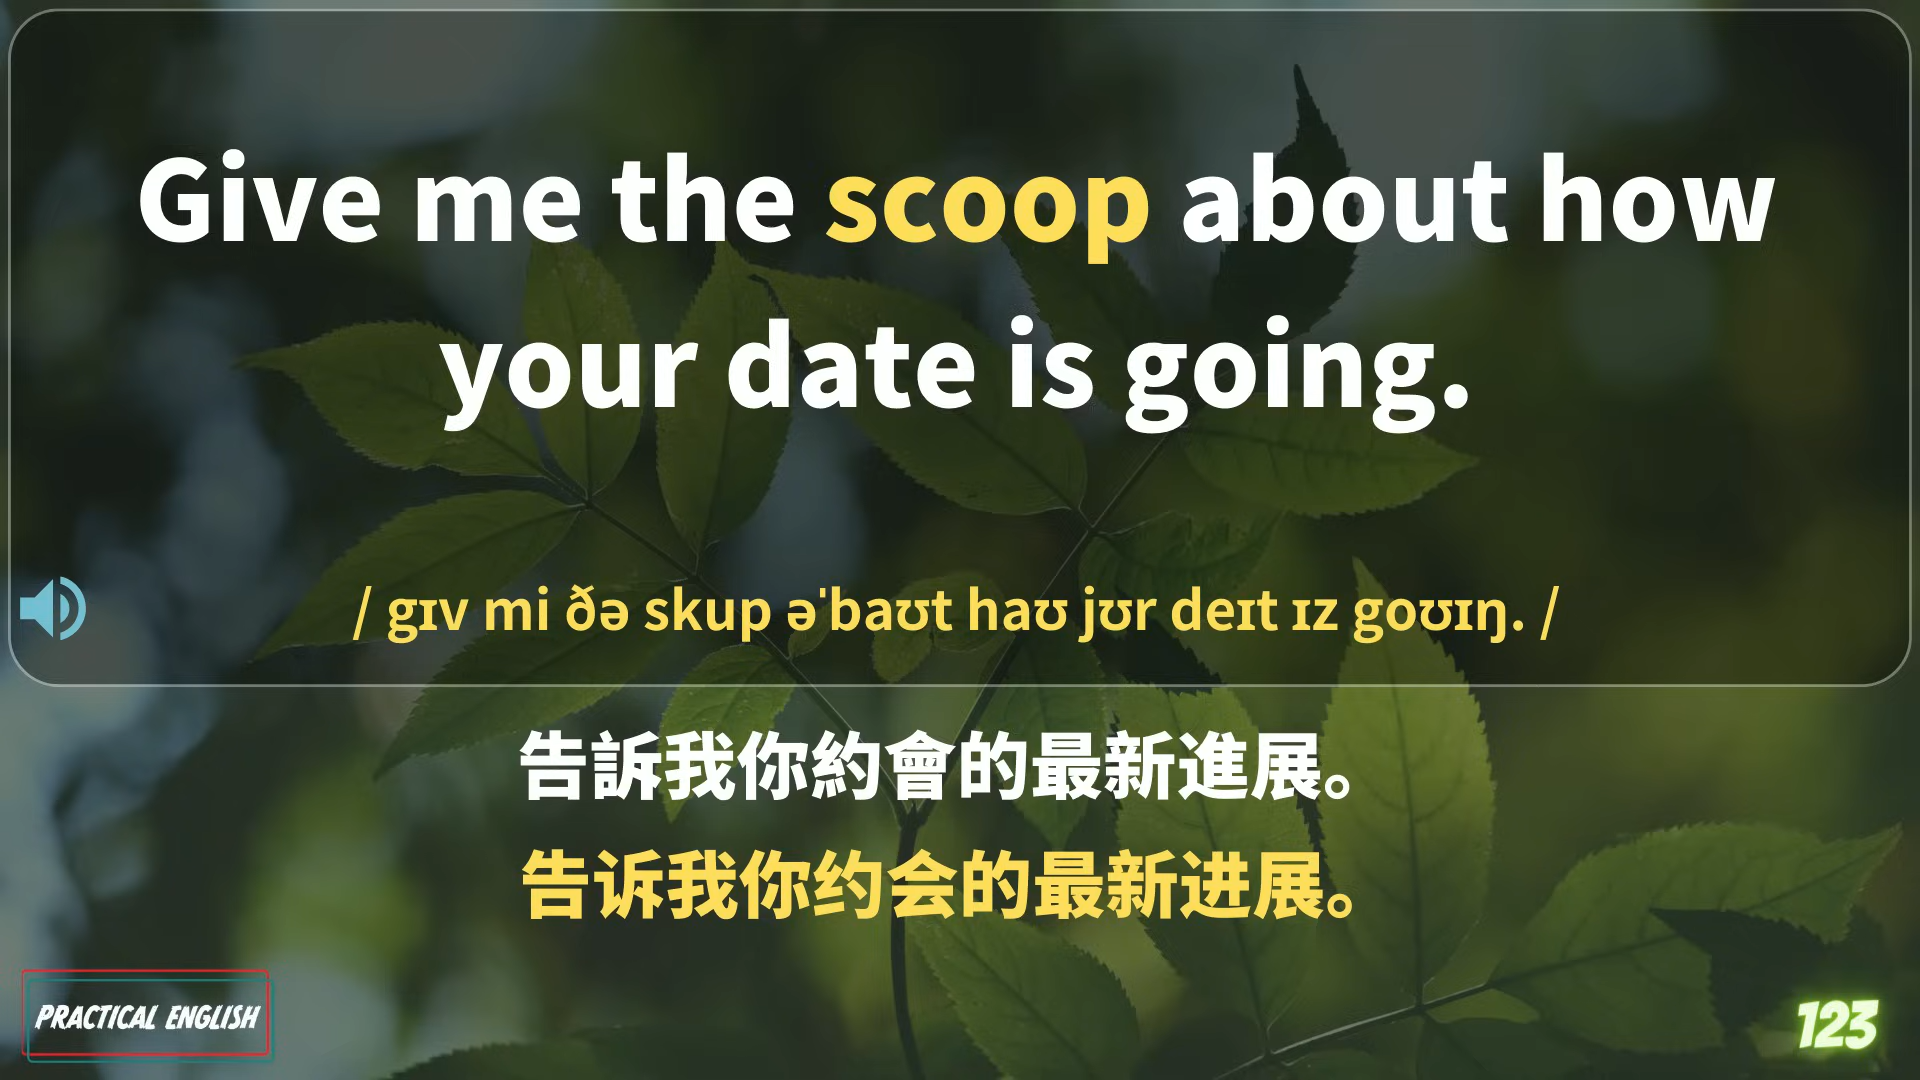 Give me the scoop about how
your date is going.
/ gɪv mi ðə skup əˈbaʊt haʊ jʊr deɪt ɪz goʊɪŋ. /
告訴我你約會的最新進展。
告诉我你约会的最新进展。
PRACTICAL ENGLISH
123